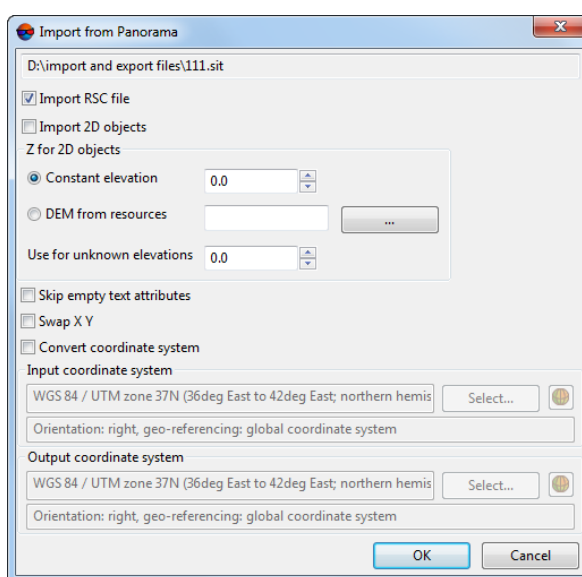 Import from Panorama
D:\import and export files\111.sit
Import RSC file
Import 2D objects
Z for 2D objects
Constant elevation 0.0
DEM from resources ...
Use for unknown elevations 0.0
Skip empty text attributes
Swap X Y
Convert coordinate system
Input coordinate system
WGS 84 / UTM zone 37N (36deg East to 42deg East; northern hemis Select...
Orientation: right, geo-referencing: global coordinate system
Output coordinate system
WGS 84 / UTM zone 37N (36deg East to 42deg East; northern hemis Select...
Orientation: right, geo-referencing: global coordinate system
OK Cancel